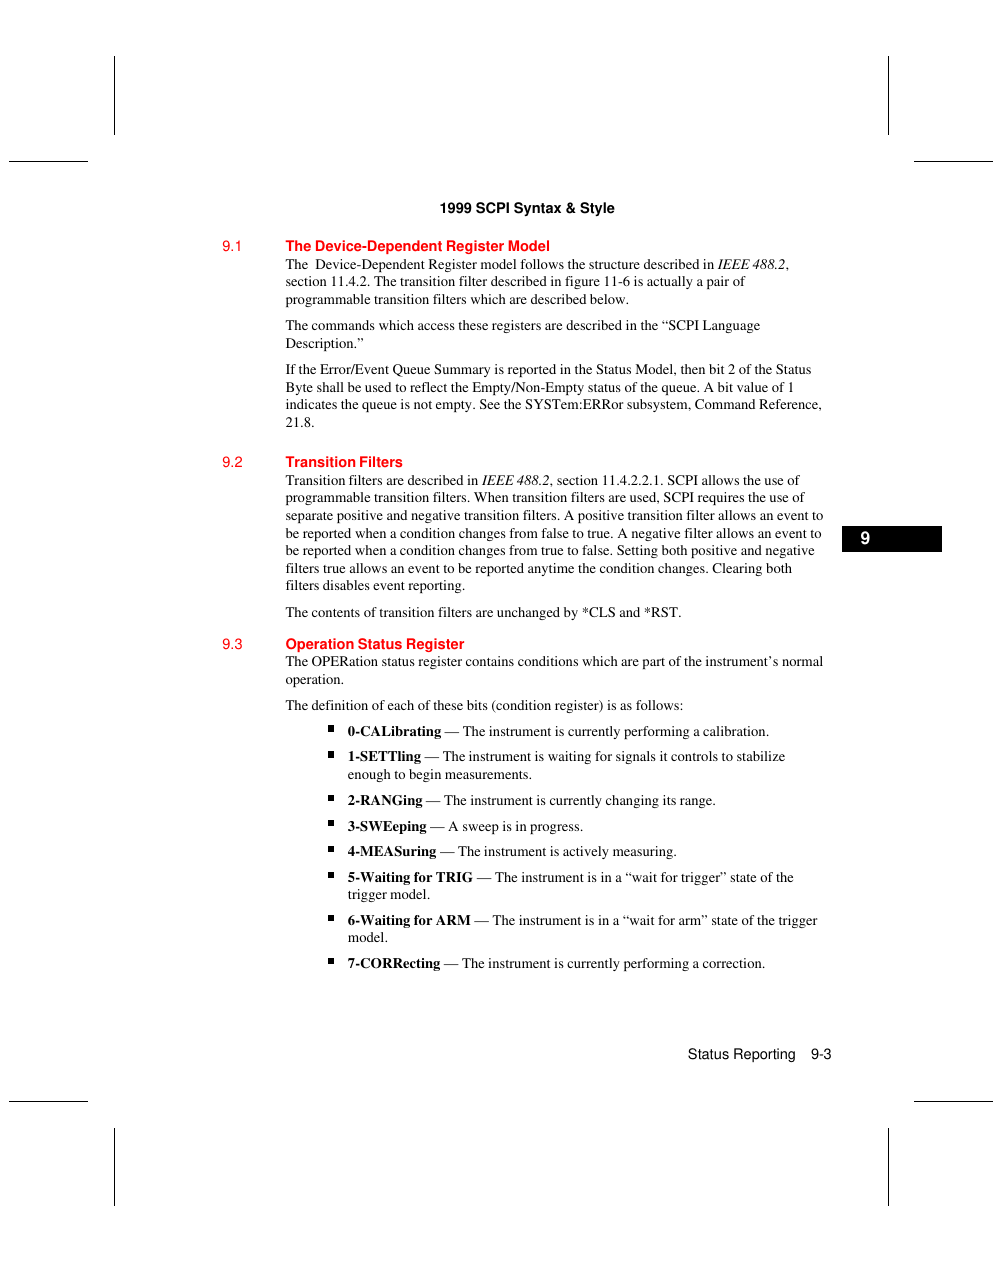 1999 SCPI Syntax & Style
9.1 The Device-Dependent Register Model
The Device-Dependent Register model follows the structure described in IEEE 488.2,
section 11.4.2. The transition filter described in figure 11-6 is actually a pair of
programmable transition filters which are described below.
The commands which access these registers are described in the “SCPI Language
Description.”
If the Error/Event Queue Summary is reported in the Status Model, then bit 2 of the Status
Byte shall be used to reflect the Empty/Non-Empty status of the queue. A bit value of 1
indicates the queue is not empty. See the SYSTem:ERRor subsystem, Command Reference,
21.8.
9.2 Transition Filters
Transition filters are described in IEEE 488.2, section 11.4.2.2.1. SCPI allows the use of
programmable transition filters. When transition filters are used, SCPI requires the use of
separate positive and negative transition filters. A positive transition filter allows an event to
be reported when a condition changes from false to true. A negative filter allows an event to
be reported when a condition changes from true to false. Setting both positive and negative
filters true allows an event to be reported anytime the condition changes. Clearing both
filters disables event reporting.
The contents of transition filters are unchanged by *CLS and *RST.
9
9.3 Operation Status Register
The OPERation status register contains conditions which are part of the instrument’s normal
operation.
The definition of each of these bits (condition register) is as follows:
■ 0-CALibrating — The instrument is currently performing a calibration.
■ 1-SETTling — The instrument is waiting for signals it controls to stabilize
enough to begin measurements.
■ 2-RANGing — The instrument is currently changing its range.
■ 3-SWEeping — A sweep is in progress.
■ 4-MEASuring — The instrument is actively measuring.
■ 5-Waiting for TRIG — The instrument is in a “wait for trigger” state of the
trigger model.
■ 6-Waiting for ARM — The instrument is in a “wait for arm” state of the trigger
model.
■ 7-CORRecting — The instrument is currently performing a correction.
Status Reporting 9-3